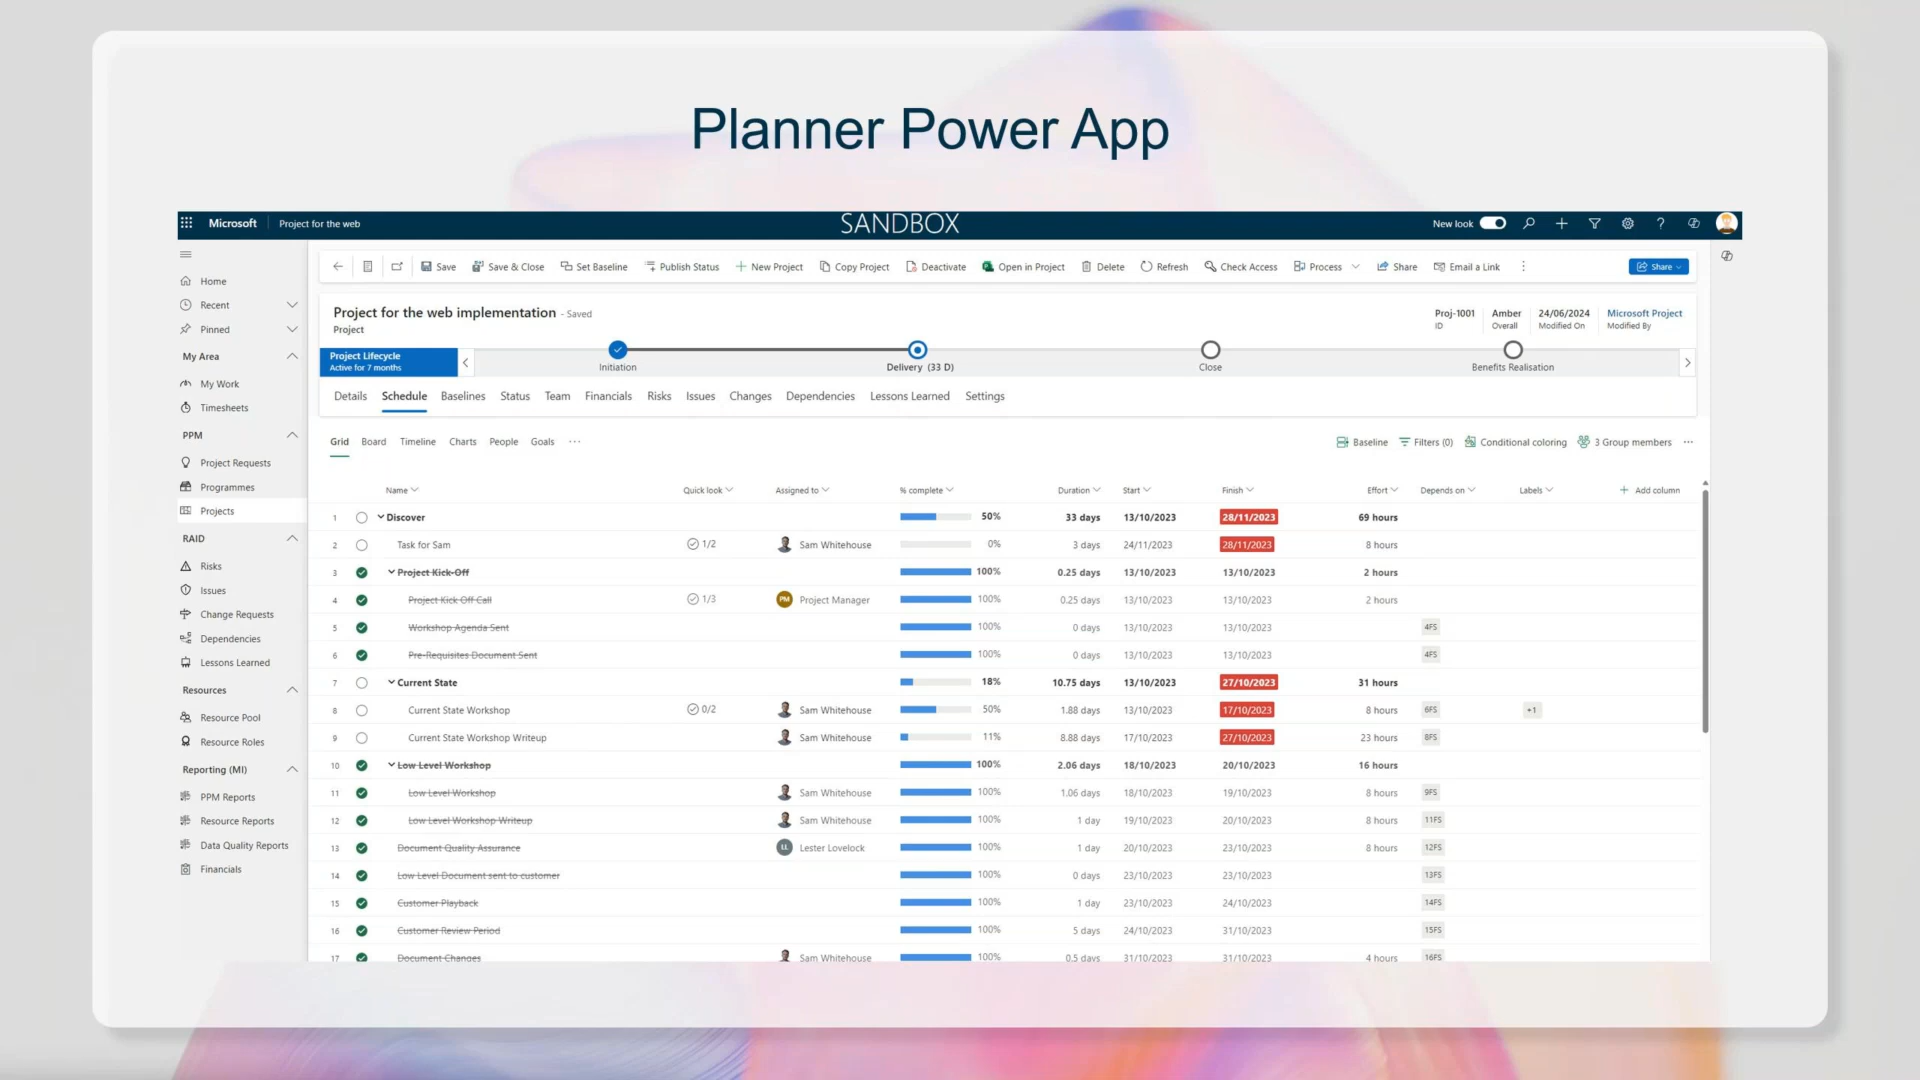 Planner Power App
Microsoft Project for the web SANDBOX New look
Save Save & Close Set Baseline Publish Status New Project Copy Project Deactivate Open in Project Delete Refresh Check Access Process Share Email a Link Share
Home
Recent
Pinned
My Area
My Work
Timesheets
PPM
Project Requests
Programmes
Projects
RAID
Risks
Issues
Change Requests
Dependencies
Lessons Learned
Resources
Resource Pool
Resource Roles
Reporting (MI)
PPM Reports
Resource Reports
Data Quality Reports
Financials
Project for the web implementation - Saved
Project
Proj-1001 Amber 24/06/2024 Microsoft Project
ID Overall Modified On Modified By
Project Lifecycle
Active for 7 months
Initiation Delivery (33 D) Close Benefits Realisation
Details Schedule Baselines Status Team Financials Risks Issues Changes Dependencies Lessons Learned Settings
Grid Board Timeline Charts People Goals ... Baseline Filters (0) Conditional coloring 3 Group members ...
Name Quick look Assigned to % complete Duration Start Finish Effort Depends on Labels + Add column
1 Discover 50% 33 days 13/10/2023 28/11/2023 69 hours
2 Task for Sam 1/2 Sam Whitehouse 0% 3 days 24/11/2023 28/11/2023 8 hours
3 Project Kick-Off 100% 0.25 days 13/10/2023 13/10/2023 2 hours
4 Project Kick Off Call 1/3 PM Project Manager 100% 0.25 days 13/10/2023 13/10/2023 2 hours
5 Workshop Agenda Sent 100% 0 days 13/10/2023 13/10/2023 4FS
6 Pre-Requisites Document Sent 100% 0 days 13/10/2023 13/10/2023 4FS
7 Current State 18% 10.75 days 13/10/2023 27/10/2023 31 hours
8 Current State Workshop 0/2 Sam Whitehouse 50% 1.88 days 13/10/2023 17/10/2023 8 hours 6FS +1
9 Current State Workshop Writeup Sam Whitehouse 11% 8.88 days 17/10/2023 27/10/2023 23 hours 8FS
10 Low Level Workshop 100% 2.06 days 18/10/2023 20/10/2023 16 hours
11 Low Level Workshop Sam Whitehouse 100% 1.06 days 18/10/2023 19/10/2023 8 hours 9FS
12 Low Level Workshop Writeup Sam Whitehouse 100% 1 day 19/10/2023 20/10/2023 8 hours 11FS
13 Document Quality Assurance LL Lester Lovelock 100% 1 day 20/10/2023 23/10/2023 8 hours 12FS
14 Low Level Document sent to customer 100% 0 days 23/10/2023 23/10/2023 13FS
15 Customer Playback 100% 1 day 23/10/2023 24/10/2023 14FS
16 Customer Review Period 100% 5 days 24/10/2023 31/10/2023 15FS
17 Document Changes Sam Whitehouse 100% 0.5 days 31/10/2023 31/10/2023 4 hours 16FS